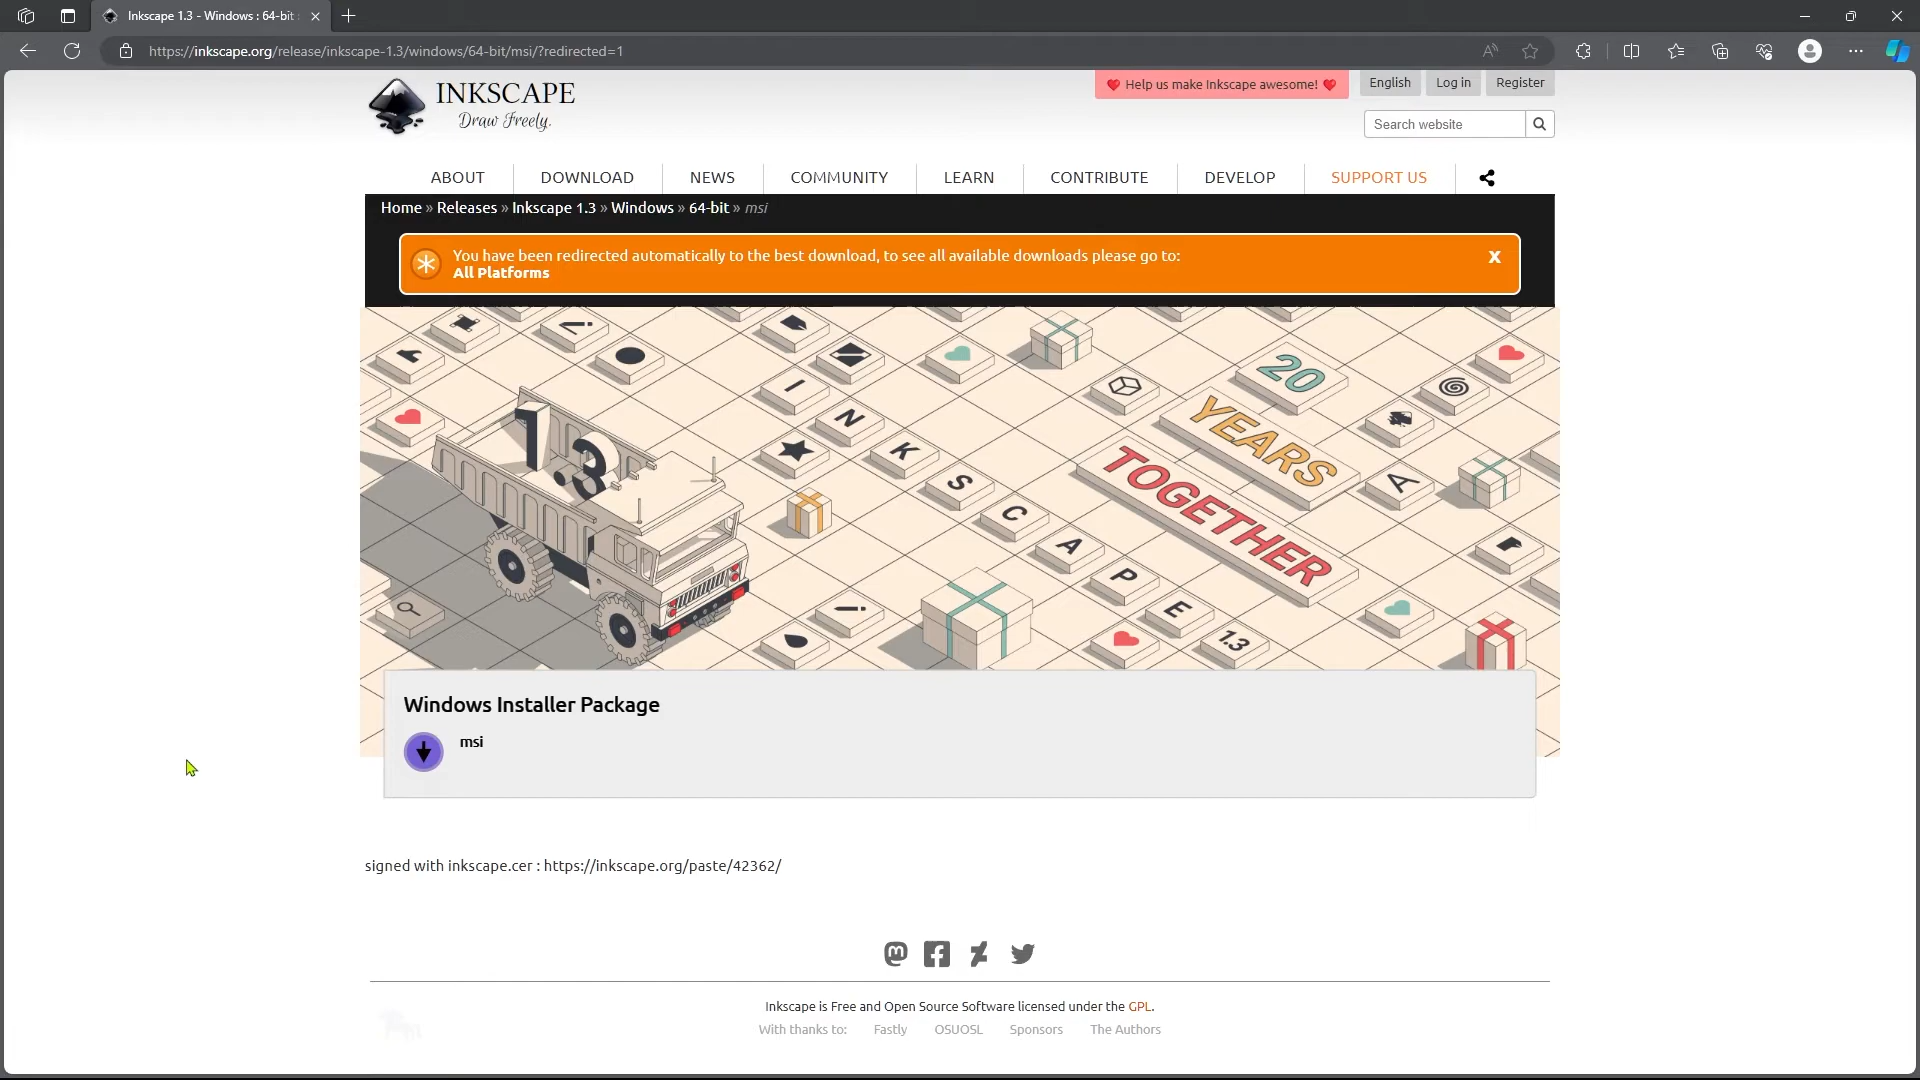 Inkscape 1.3 - Windows : 64-bit :
https://inkscape.org/release/inkscape-1.3/windows/64-bit/msi/?redirected=1
INKSCAPE
Draw Freely.
Help us make Inkscape awesome!
English
Log in
Register
Search website
ABOUT
DOWNLOAD
NEWS
COMMUNITY
LEARN
CONTRIBUTE
DEVELOP
SUPPORT US
Home » Releases » Inkscape 1.3 » Windows » 64-bit » msi
You have been redirected automatically to the best download, to see all available downloads please go to:
All Platforms
X
1.3
INKSCAPE
1.3
20
YEARS
TOGETHER
A
Windows Installer Package
msi
signed with inkscape.cer : https://inkscape.org/paste/42362/
Inkscape is Free and Open Source Software licensed under the GPL.
With thanks to: Fastly OSUOSL Sponsors The Authors